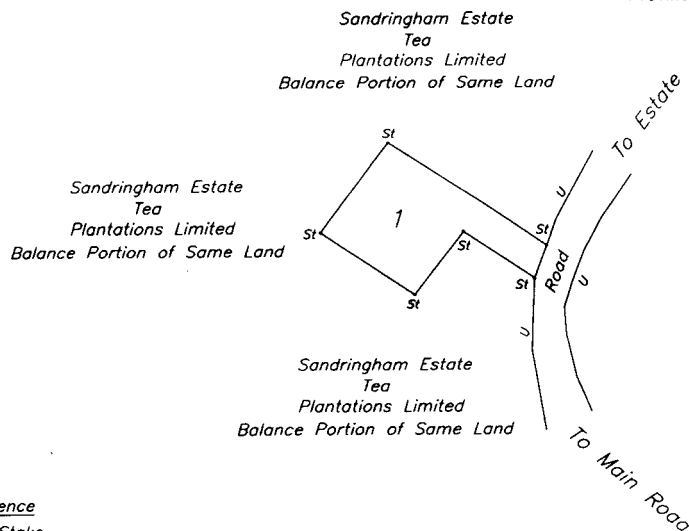 Sandringham Estate
Tea
Plantations Limited
Balance Portion of Same Land
To Estate
St
U
Sandringham Estate
Tea
Plantations Limited
Balance Portion of Same Land
1
St
St
St
Road
St
U
St
U
Sandringham Estate
Tea
Plantations Limited
Balance Portion of Same Land
To Main Road
ence
Stake